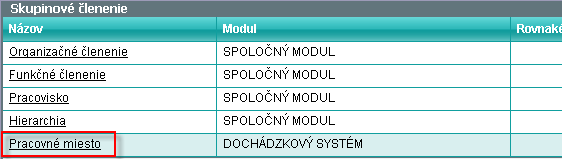 Skupinové členenie
Názov Modul Rovnaké
Organizačné členenie SPOLOČNÝ MODUL
Funkčné členenie SPOLOČNÝ MODUL
Pracovisko SPOLOČNÝ MODUL
Hierarchia SPOLOČNÝ MODUL
Pracovné miesto DOCHÁDZKOVÝ SYSTÉM